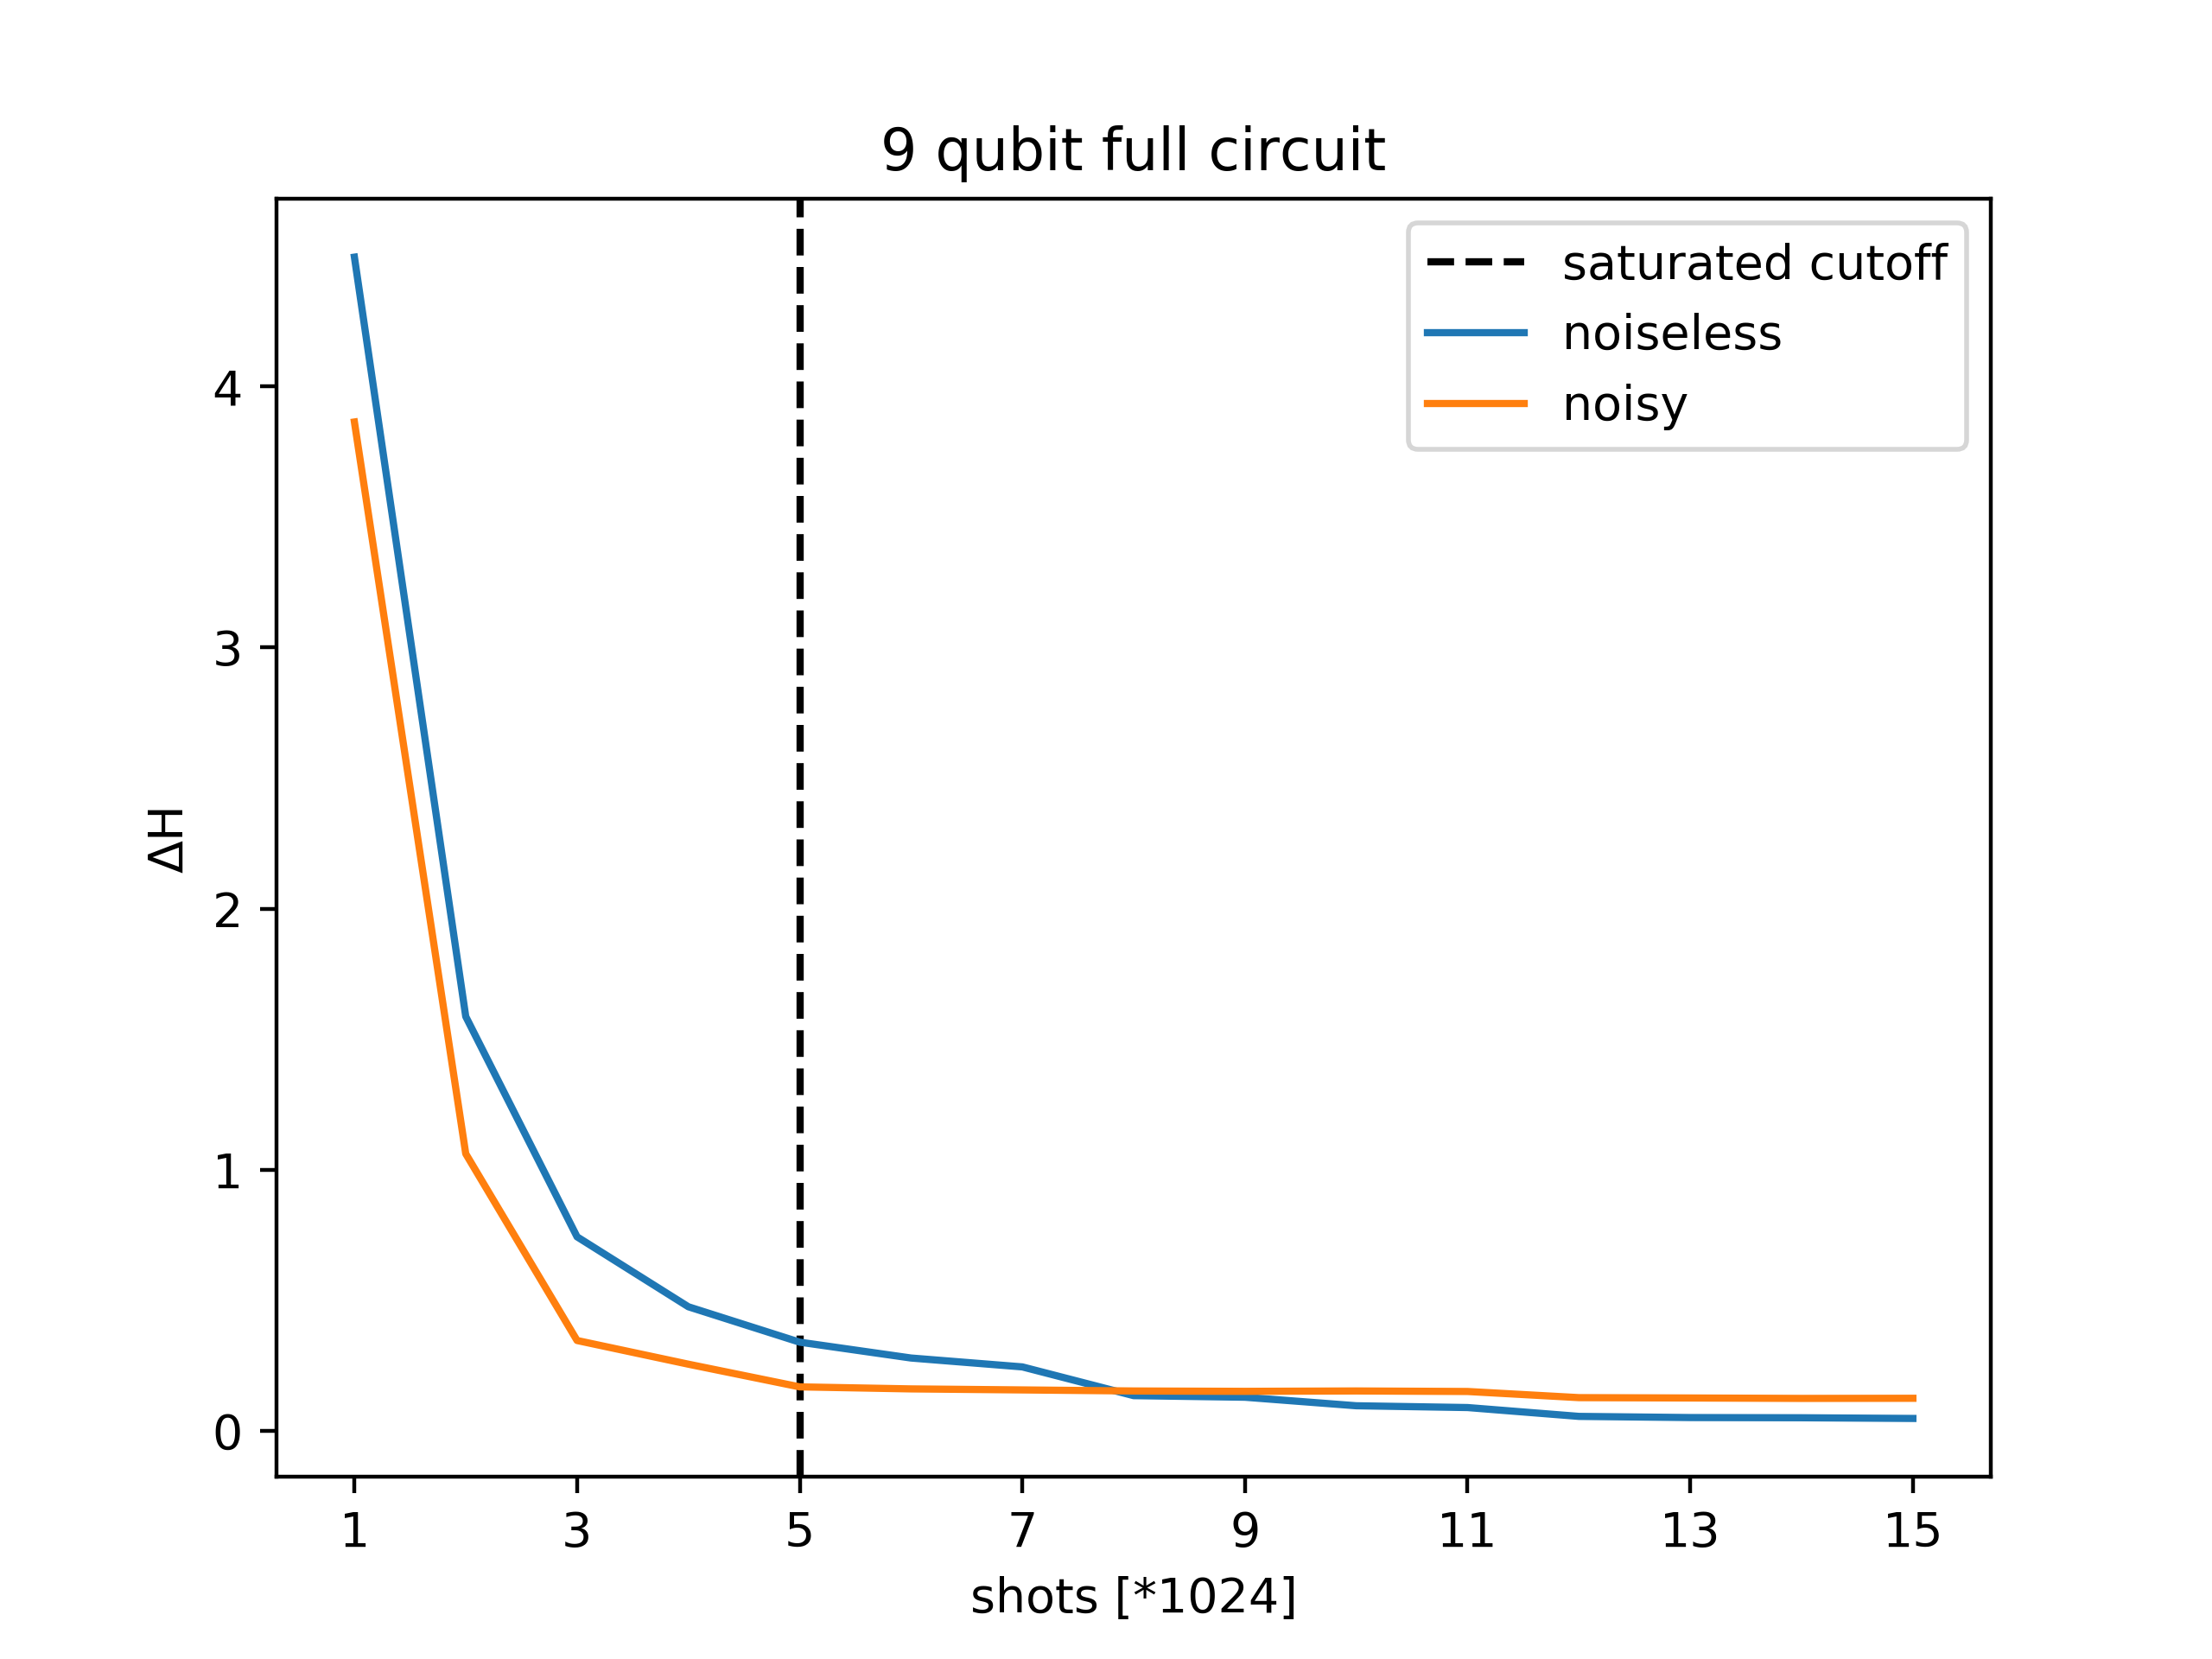 9 qubit full circuit
saturated cutoff
noiseless
noisy
4
3
2
1
0
ΔH
1 3 5 7 9 11 13 15
shots [*1024]